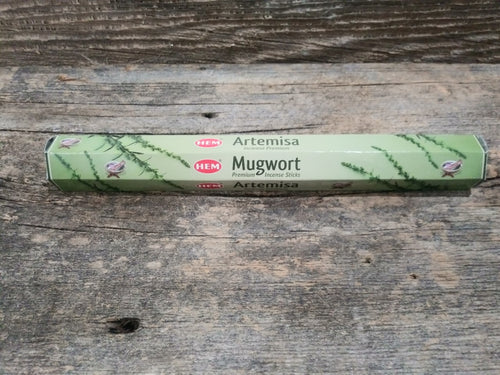 HEM Artemisa
Incienso Premium
HEM Mugwort
Premium Incense Sticks
HEM Artemisa